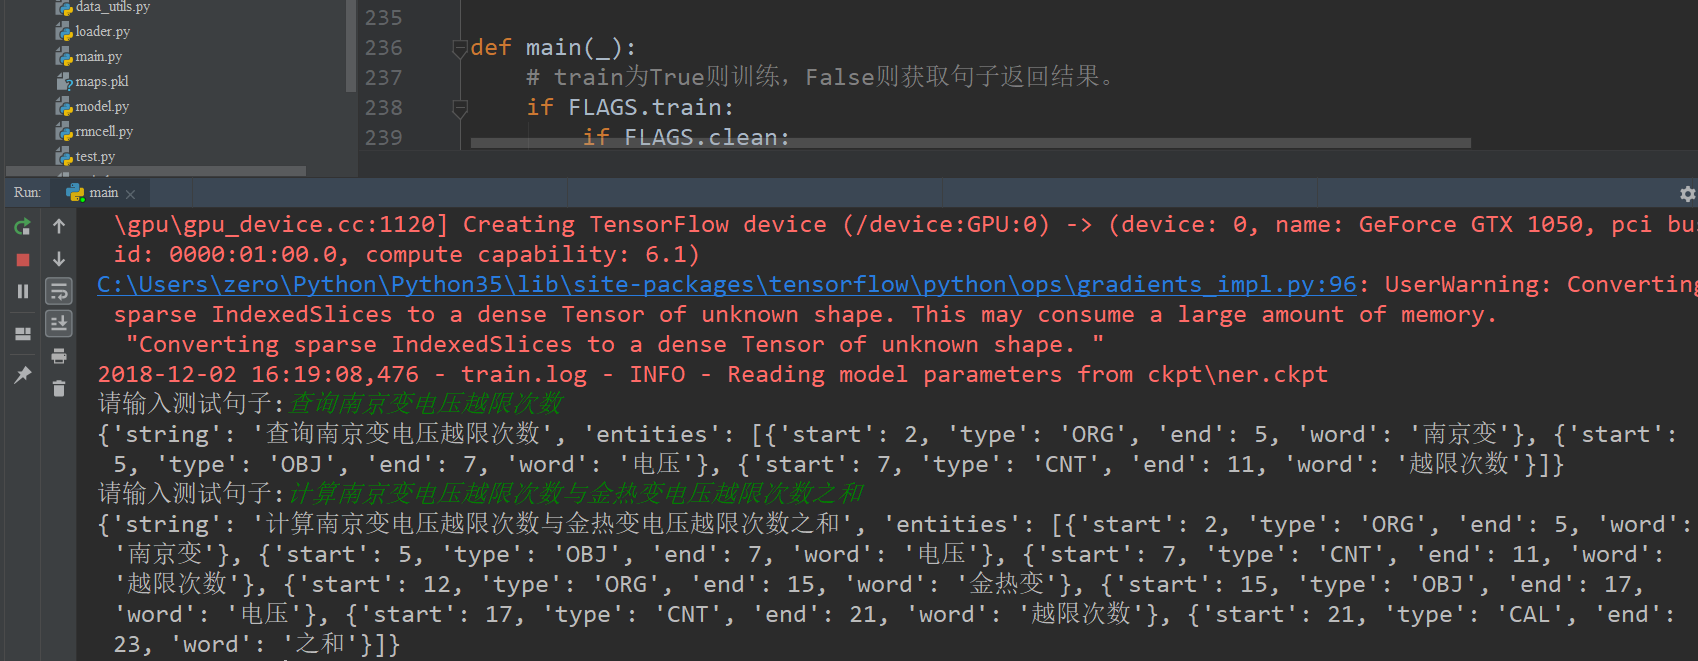 data_utils.py
loader.py
main.py
maps.pkl
model.py
rnncell.py
test.py
235
236 def main(_):
237 # train为True则训练，False则获取句子返回结果。
238 if FLAGS.train:
239 if FLAGS.clean:
Run: main
\gpu\gpu_device.cc:1120] Creating TensorFlow device (/device:GPU:0) -> (device: 0, name: GeForce GTX 1050, pci bus
id: 0000:01:00.0, compute capability: 6.1)
C:\Users\zero\Python\Python35\lib\site-packages\tensorflow\python\ops\gradients_impl.py:96: UserWarning: Converting
sparse IndexedSlices to a dense Tensor of unknown shape. This may consume a large amount of memory.
"Converting sparse IndexedSlices to a dense Tensor of unknown shape. "
2018-12-02 16:19:08,476 - train.log - INFO - Reading model parameters from ckpt\ner.ckpt
请输入测试句子:查询南京变电压越限次数
{'string': '查询南京变电压越限次数', 'entities': [{'start': 2, 'type': 'ORG', 'end': 5, 'word': '南京变'}, {'start':
5, 'type': 'OBJ', 'end': 7, 'word': '电压'}, {'start': 7, 'type': 'CNT', 'end': 11, 'word': '越限次数'}]}
请输入测试句子:计算南京变电压越限次数与金热变电压越限次数之和
{'string': '计算南京变电压越限次数与金热变电压越限次数之和', 'entities': [{'start': 2, 'type': 'ORG', 'end': 5, 'word':
'南京变'}, {'start': 5, 'type': 'OBJ', 'end': 7, 'word': '电压'}, {'start': 7, 'type': 'CNT', 'end': 11, 'word':
'越限次数'}, {'start': 12, 'type': 'ORG', 'end': 15, 'word': '金热变'}, {'start': 15, 'type': 'OBJ', 'end': 17,
'word': '电压'}, {'start': 17, 'type': 'CNT', 'end': 21, 'word': '越限次数'}, {'start': 21, 'type': 'CAL', 'end':
23, 'word': '之和'}]}